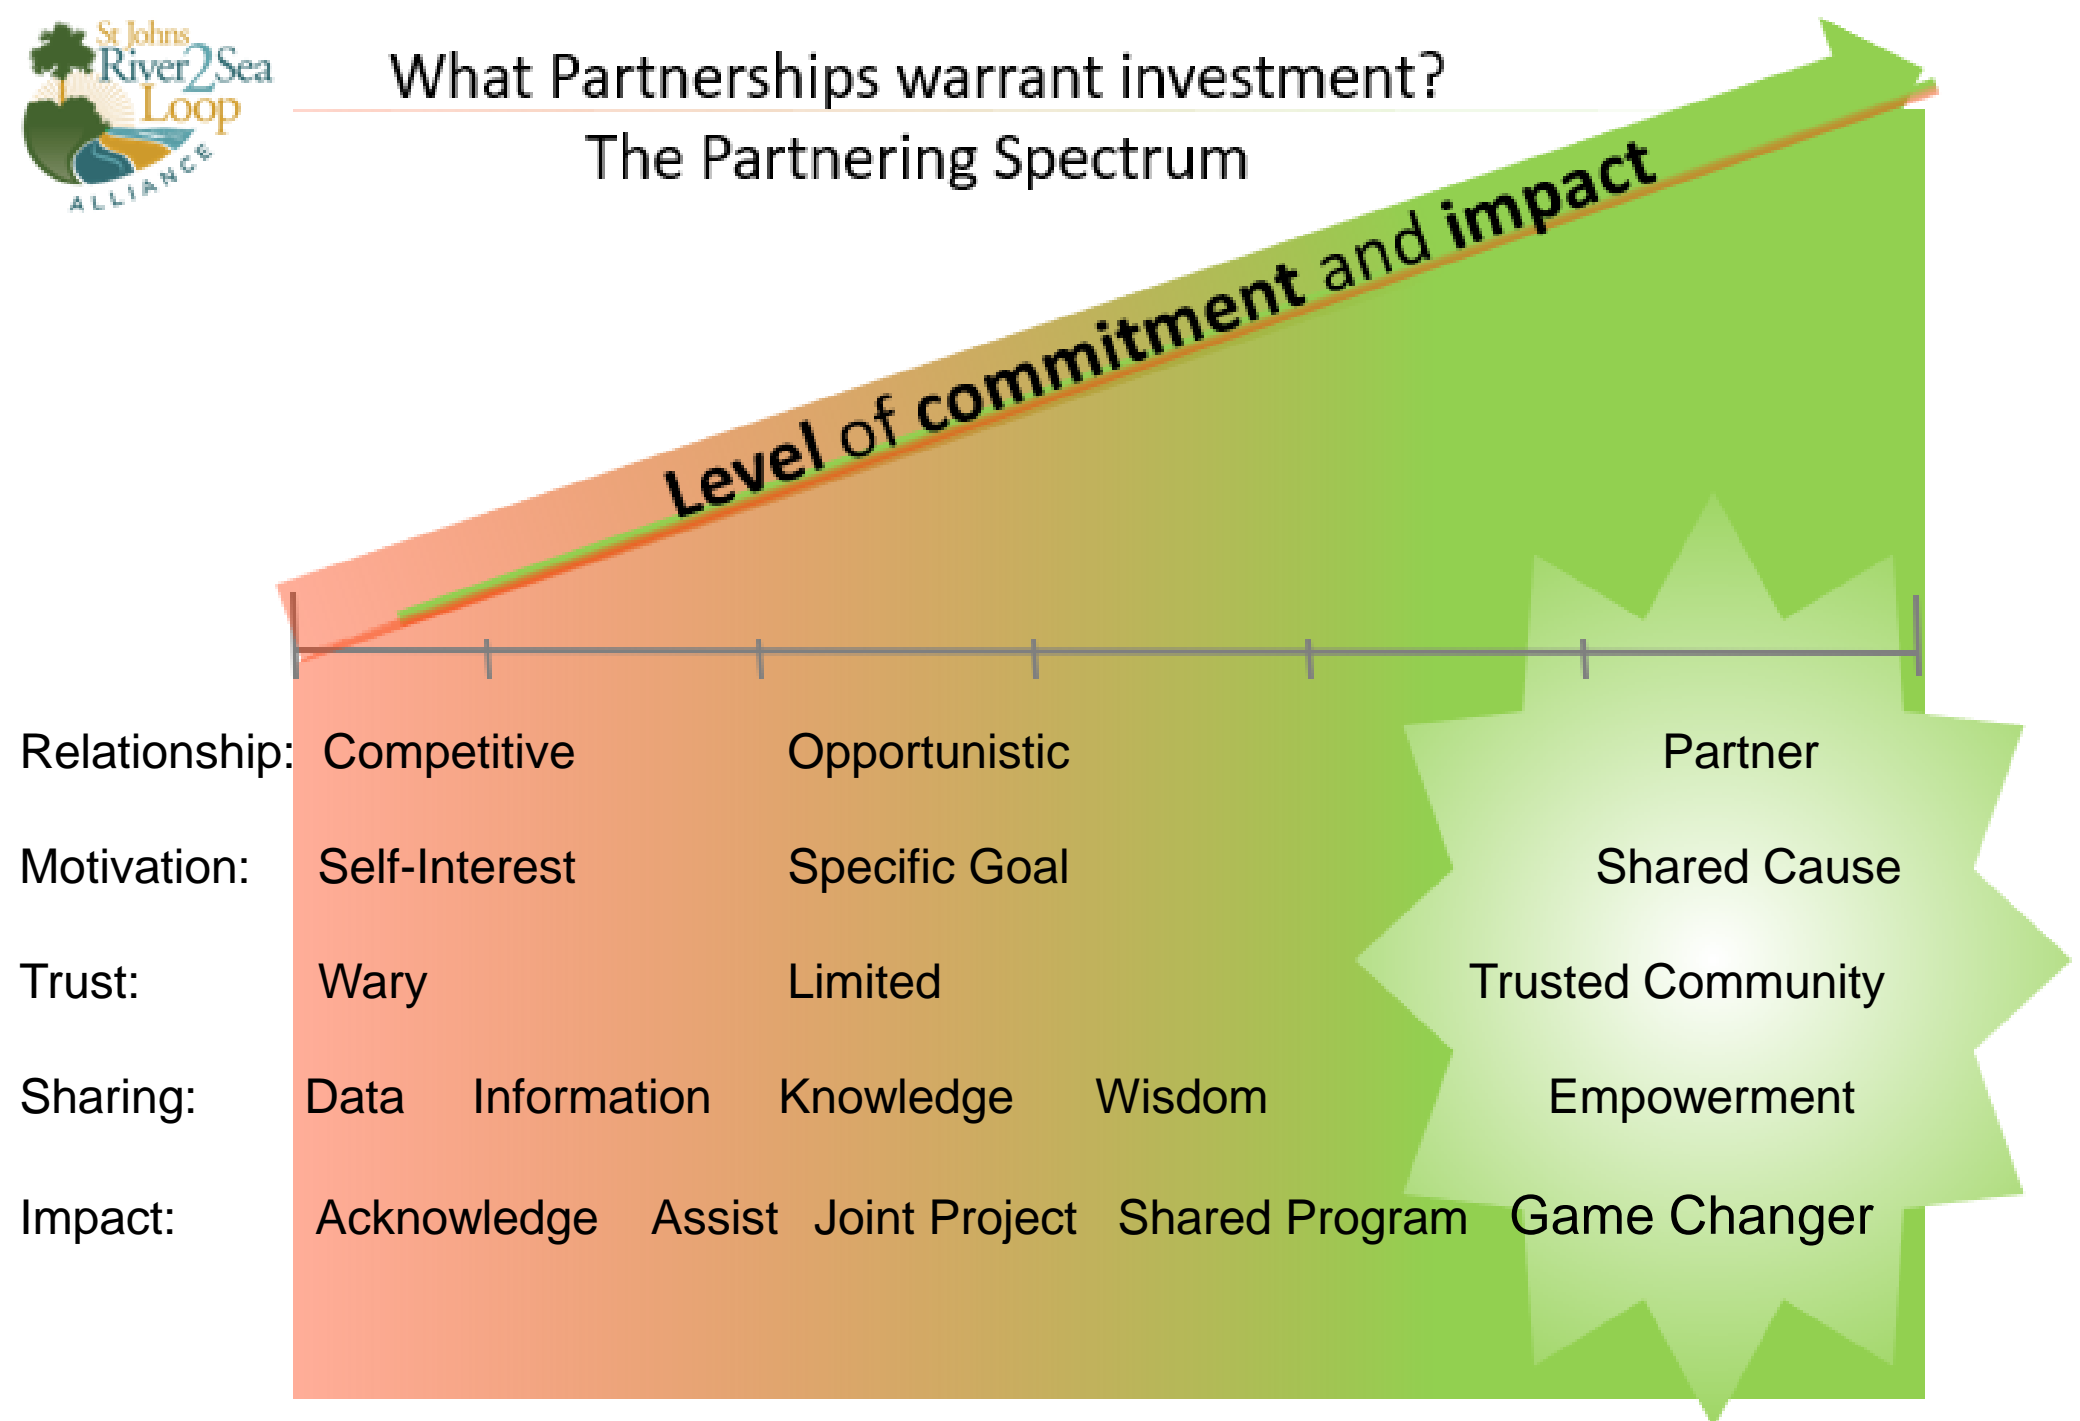 St Johns
River2Sea
Loop
ALLIANCE
What Partnerships warrant investment?
The Partnering Spectrum
Level of commitment and impact
Relationship: Competitive Opportunistic Partner
Motivation: Self-Interest Specific Goal Shared Cause
Trust: Wary Limited Trusted Community
Sharing: Data Information Knowledge Wisdom Empowerment
Impact: Acknowledge Assist Joint Project Shared Program Game Changer